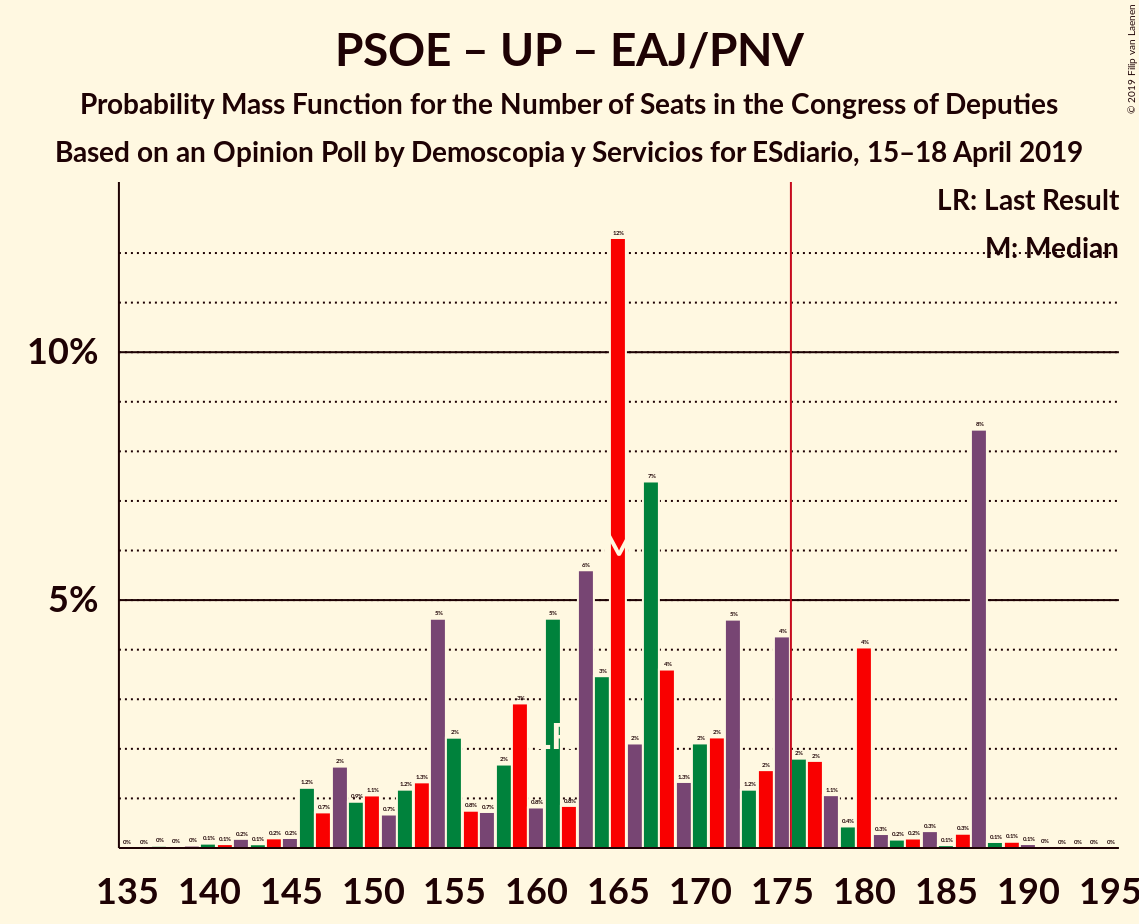 PSOE – UP – EAJ/PNV
Probability Mass Function for the Number of Seats in the Congress of Deputies
Based on an Opinion Poll by Demoscopia y Servicios for ESdiario, 15–18 April 2019
© 2019 Filip van Laenen
LR: Last Result
M: Median
10%
5%
0% 0% 0% 0% 0% 0.1% 0.1% 0.2% 0.1% 0.2% 0.2% 1.2% 0.7% 2% 0.9% 1.1% 0.7% 1.2% 1.3% 5% 2% 0.8% 0.7% 2% 3% 0.8% 5% 0.8% 6% 3% 12% 2% 7% 4% 1.3% 2% 2% 5% 1.2% 2% 4% 2% 2% 1.1% 0.4% 4% 0.3% 0.2% 0.2% 0.3% 0.1% 0.3% 8% 0.1% 0.1% 0.1% 0% 0% 0% 0% 0%
M
LR
135 140 145 150 155 160 165 170 175 180 185 190 195